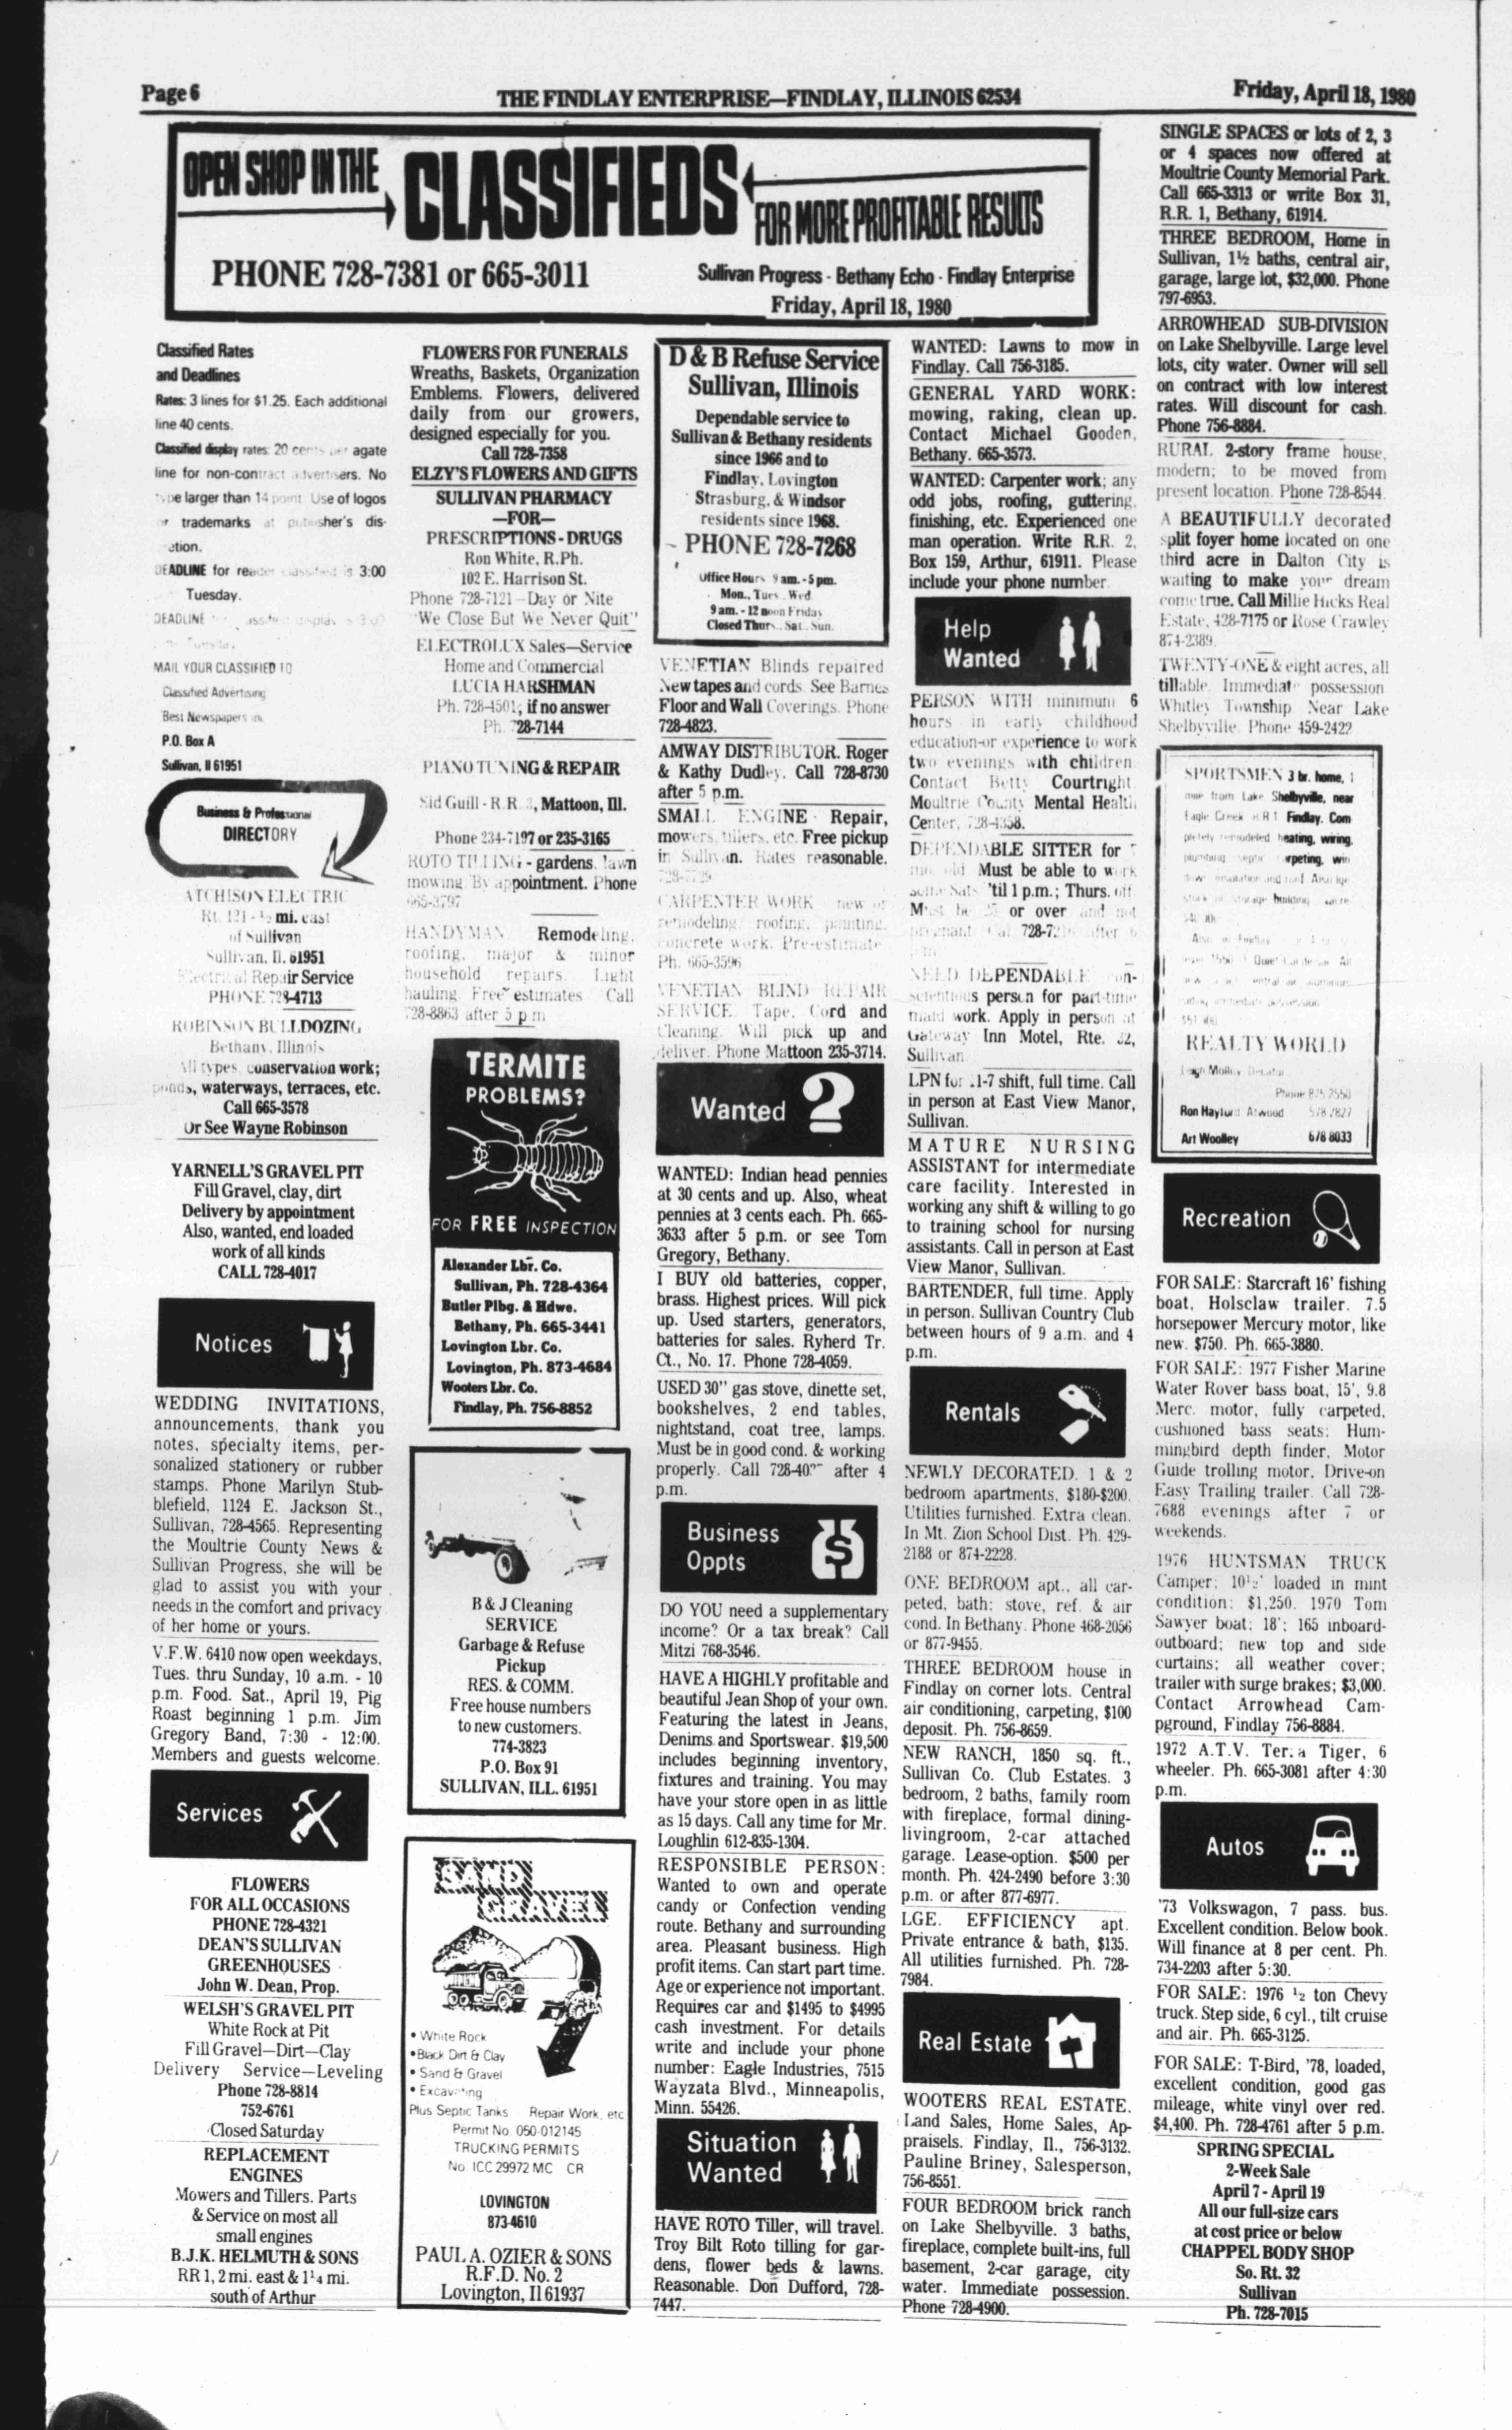 Page 6
THE FINDLAY ENTERPRISE—FINDLAY, ILLINOIS 62534
Friday, April 18, 1980
OPEN SHOP IN THE
CLASSIFIEDS
FOR MORE PROFITABLE RESULTS
PHONE 728-7381 or 665-3011
Sullivan Progress - Bethany Echo - Findlay Enterprise
Friday, April 18, 1980
Classified Rates
and Deadlines
Rates: 3 lines for $1.25. Each additional
line 40 cents.
Classified display rates: 20 cents per agate
line for non-contract advertisers. No
type larger than 14 point. Use of logos
or trademarks at publisher's dis-
DEADLINE for reader classified is 3:00
Tuesday.
DEADLINE
MAIL YOUR CLASSIFIED TO
Classified Advertising
Best Newspapers
P.O. Box A
Sullivan, Il 61951
Business & Professional
DIRECTORY
ATCHISON ELECTRIC
Rt. 121 - ½ mi. east
of Sullivan
Sullivan, Il. 61951
Electrical Repair Service
PHONE 728-4713
ROBINSON BULLDOZING
Bethany, Illinois
All types, conservation work;
ponds, waterways, terraces, etc.
Call 665-3578
Or See Wayne Robinson
YARNELL'S GRAVEL PIT
Fill Gravel, clay, dirt
Delivery by appointment
Also, wanted, end loaded
work of all kinds
CALL 728-4017
Notices
WEDDING INVITATIONS,
announcements, thank you
notes, specialty items, per-
sonalized stationery or rubber
stamps. Phone Marilyn Stub-
blefield, 1124 E. Jackson St.,
Sullivan, 728-4565. Representing
the Moultrie County News &
Sullivan Progress, she will be
glad to assist you with your
needs in the comfort and privacy
of her home or yours.
V.F.W. 6410 now open weekdays,
Tues. thru Sunday, 10 a.m. - 10
p.m. Food. Sat., April 19, Pig
Roast beginning 1 p.m. Jim
Gregory Band, 7:30 - 12:00.
Members and guests welcome.
Services
FLOWERS
FOR ALL OCCASIONS
PHONE 728-4321
DEAN'S SULLIVAN
GREENHOUSES
John W. Dean, Prop.
WELSH'S GRAVEL PIT
White Rock at Pit
Fill Gravel—Dirt—Clay
Delivery Service—Leveling
Phone 728-8814
752-6761
Closed Saturday
REPLACEMENT
ENGINES
Mowers and Tillers. Parts
& Service on most all
small engines
B.J.K. HELMUTH & SONS
RR 1, 2 mi. east & 1¼ mi.
south of Arthur
FLOWERS FOR FUNERALS
Wreaths, Baskets, Organization
Emblems. Flowers, delivered
daily from our growers,
designed especially for you.
Call 728-7358
ELZY'S FLOWERS AND GIFTS
SULLIVAN PHARMACY
—FOR—
PRESCRIPTIONS - DRUGS
Ron White, R.Ph.
102 E. Harrison St.
Phone 728-7121—Day or Nite
"We Close But We Never Quit"
ELECTROLUX Sales—Service
Home and Commercial
LUCIA HARSHMAN
Ph. 728-4501, if no answer
Ph. 728-7144
PIANO TUNING & REPAIR
Sid Guill - R.R. 3, Mattoon, Ill.
Phone 234-7197 or 235-3165
ROTO TILLING - gardens, lawn
mowing. By appointment. Phone
665-3797
HANDYMAN Remodeling,
roofing, major & minor
household repairs. Light
hauling. Free estimates. Call
728-8863 after 5 p.m.
TERMITE
PROBLEMS?
FOR FREE INSPECTION
Alexander Lbr. Co.
Sullivan, Ph. 728-4364
Butler Plbg. & Hdwe.
Bethany, Ph. 665-3441
Lovington Lbr. Co.
Lovington, Ph. 873-4684
Wooters Lbr. Co.
Findlay, Ph. 756-8852
B & J Cleaning
SERVICE
Garbage & Refuse
Pickup
RES. & COMM.
Free house numbers
to new customers.
774-3823
P.O. Box 91
SULLIVAN, ILL. 61951
SAND
GRAVEL
• White Rock
• Black Dirt & Clay
• Sand & Gravel
• Excavating
Plus Septic Tanks Repair Work, etc
Permit No. 050-012145
TRUCKING PERMITS
No. ICC 29972 MC CR
LOVINGTON
873-4610
PAUL A. OZIER & SONS
R.F.D. No. 2
Lovington, Il 61937
D & B Refuse Service
Sullivan, Illinois
Dependable service to
Sullivan & Bethany residents
since 1966 and to
Findlay, Lovington
Strasburg, & Windsor
residents since 1968.
PHONE 728-7268
Office Hours 9 am. - 5 pm.
Mon., Tues., Wed
9 am. - 12 noon Friday
Closed Thurs., Sat., Sun.
VENETIAN Blinds repaired
New tapes and cords. See Barnes
Floor and Wall Coverings. Phone
728-4823.
AMWAY DISTRIBUTOR. Roger
& Kathy Dudley. Call 728-8730
after 5 p.m.
SMALL ENGINE Repair,
mowers, tillers, etc. Free pickup
in Sullivan. Rates reasonable.
CARPENTER WORK new or
remodeling, roofing, painting,
concrete work. Pre-estimate
Ph. 665-3596
VENETIAN BLIND REPAIR
SERVICE Tape, Cord and
Cleaning. Will pick up and
deliver. Phone Mattoon 235-3714.
Wanted ?
WANTED: Indian head pennies
at 30 cents and up. Also, wheat
pennies at 3 cents each. Ph. 665-
3633 after 5 p.m. or see Tom
Gregory, Bethany.
I BUY old batteries, copper,
brass. Highest prices. Will pick
up. Used starters, generators,
batteries for sales. Ryherd Tr.
Ct., No. 17. Phone 728-4059.
USED 30" gas stove, dinette set,
bookshelves, 2 end tables,
nightstand, coat tree, lamps.
Must be in good cond. & working
properly. Call after 4
p.m.
Business
Oppts
DO YOU need a supplementary
income? Or a tax break? Call
Mitzi 768-3546.
HAVE A HIGHLY profitable and
beautiful Jean Shop of your own.
Featuring the latest in Jeans,
Denims and Sportswear. $19,500
includes beginning inventory,
fixtures and training. You may
have your store open in as little
as 15 days. Call any time for Mr.
Loughlin 612-835-1304.
RESPONSIBLE PERSON:
Wanted to own and operate
candy or Confection vending
route. Bethany and surrounding
area. Pleasant business. High
profit items. Can start part time.
Age or experience not important.
Requires car and $1495 to $4995
cash investment. For details
write and include your phone
number: Eagle Industries, 7515
Wayzata Blvd., Minneapolis,
Minn. 55426.
Situation
Wanted
HAVE ROTO Tiller, will travel.
Troy Bilt Roto tilling for gar-
dens, flower beds & lawns.
Reasonable. Don Dufford, 728-
7447.
WANTED: Lawns to mow in
Findlay. Call 756-3185.
GENERAL YARD WORK:
mowing, raking, clean up.
Contact Michael Gooden,
Bethany. 665-3573.
WANTED: Carpenter work; any
odd jobs, roofing, guttering,
finishing, etc. Experienced one
man operation. Write R.R. 2,
Box 159, Arthur, 61911. Please
include your phone number.
Help
Wanted
PERSON WITH minimum 6
hours in early childhood
education-or experience to work
two evenings with children.
Contact Betty Courtright
Moultrie County Mental Health
Center, 728-4358.
DEPENDABLE SITTER for
mo. old. Must be able to work
some Sats. 'til 1 p.m.; Thurs. off.
Must be or over and not
pregnant. after 6
NEED DEPENDABLE con-
scientious person for part-time
maid work. Apply in person at
Gateway Inn Motel, Rte. 32,
Sullivan.
LPN for 11-7 shift, full time. Call
in person at East View Manor,
Sullivan.
MATURE NURSING
ASSISTANT for intermediate
care facility. Interested in
working any shift & willing to go
to training school for nursing
assistants. Call in person at East
View Manor, Sullivan.
BARTENDER, full time. Apply
in person. Sullivan Country Club
between hours of 9 a.m. and 4
p.m.
Rentals
NEWLY DECORATED. 1 & 2
bedroom apartments, $180-$200.
Utilities furnished. Extra clean.
In Mt. Zion School Dist. Ph. 429-
2188 or 874-2228.
ONE BEDROOM apt., all car-
peted, bath; stove, ref. & air
cond. In Bethany. Phone 468-2056
or 877-9455.
THREE BEDROOM house in
Findlay on corner lots. Central
air conditioning, carpeting, $100
deposit. Ph. 756-8659.
NEW RANCH, 1850 sq. ft.,
Sullivan Co. Club Estates. 3
bedroom, 2 baths, family room
with fireplace, formal dining-
livingroom, 2-car attached
garage. Lease-option. $500 per
month. Ph. 424-2490 before 3:30
p.m. or after 877-6977.
LGE. EFFICIENCY apt.
Private entrance & bath, $135.
All utilities furnished. Ph. 728-
7984.
Real Estate
WOOTERS REAL ESTATE.
Land Sales, Home Sales, Ap-
praisels. Findlay, Il., 756-3132.
Pauline Briney, Salesperson,
756-8551.
FOUR BEDROOM brick ranch
on Lake Shelbyville. 3 baths,
fireplace, complete built-ins, full
basement, 2-car garage, city
water. Immediate possession.
Phone 728-4900.
SINGLE SPACES or lots of 2, 3
or 4 spaces now offered at
Moultrie County Memorial Park.
Call 665-3313 or write Box 31,
R.R. 1, Bethany, 61914.
THREE BEDROOM, Home in
Sullivan, 1½ baths, central air,
garage, large lot, $32,000. Phone
797-6953.
ARROWHEAD SUB-DIVISION
on Lake Shelbyville. Large level
lots, city water. Owner will sell
on contract with low interest
rates. Will discount for cash.
Phone 756-8884.
RURAL 2-story frame house,
modern; to be moved from
present location. Phone 728-8544.
A BEAUTIFULLY decorated
split foyer home located on one
third acre in Dalton City is
waiting to make your dream
come true. Call Millie Hicks Real
Estate, 428-7175 or Rose Crawley
874-2389.
TWENTY-ONE & eight acres, all
tillable. Immediate possession
Whitley Township Near Lake
Shelbyville. Phone 459-2422
SPORTSMEN 3 br. home, 1
mile from Lake Shelbyville, near
Eagle Creek R 1 Findlay. Com
pletely remodeled heating, wiring,
plumbing septic
insulation and roof. Also lge
stock or storage building
Also in Findlay
Quiet All
immediate possession
REALTY WORLD
Decatur
Phone 875-2550
Ron Hayford Atwood 578-2827
Art Woolley 678-8033
Recreation
FOR SALE: Starcraft 16' fishing
boat, Holsclaw trailer. 7.5
horsepower Mercury motor, like
new. $750. Ph. 665-3880.
FOR SALE: 1977 Fisher Marine
Water Rover bass boat, 15', 9.8
Merc. motor, fully carpeted,
cushioned bass seats; Hum-
mingbird depth finder, Motor
Guide trolling motor, Drive-on
Easy Trailing trailer. Call 728-
7688 evenings after 7 or
weekends.
1976 HUNTSMAN TRUCK
Camper; 10½' loaded in mint
condition; $1,250. 1970 Tom
Sawyer boat; 18'; 165 inboard-
outboard; new top and side
curtains; all weather cover;
trailer with surge brakes; $3,000.
Contact Arrowhead Cam-
pground, Findlay 756-8884.
1972 A.T.V. Terra Tiger, 6
wheeler. Ph. 665-3081 after 4:30
p.m.
Autos
'73 Volkswagon, 7 pass. bus.
Excellent condition. Below book.
Will finance at 8 per cent. Ph.
734-2203 after 5:30.
FOR SALE: 1976 ½ ton Chevy
truck. Step side, 6 cyl., tilt cruise
and air. Ph. 665-3125.
FOR SALE: T-Bird, '78, loaded,
excellent condition, good gas
mileage, white vinyl over red.
$4,400. Ph. 728-4761 after 5 p.m.
SPRING SPECIAL
2-Week Sale
April 7 - April 19
All our full-size cars
at cost price or below
CHAPPEL BODY SHOP
So. Rt. 32
Sullivan
Ph. 728-7015